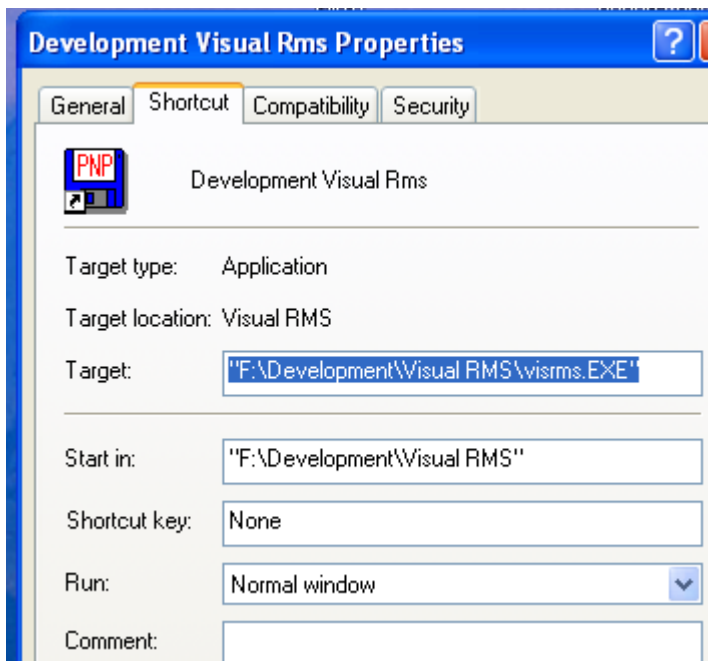 Development Visual Rms Properties
?
General Shortcut Compatibility Security
PNP
Development Visual Rms
Target type: Application
Target location: Visual RMS
Target: "F:\Development\Visual RMS\visrms.EXE"
Start in: "F:\Development\Visual RMS"
Shortcut key: None
Run: Normal window
Comment: